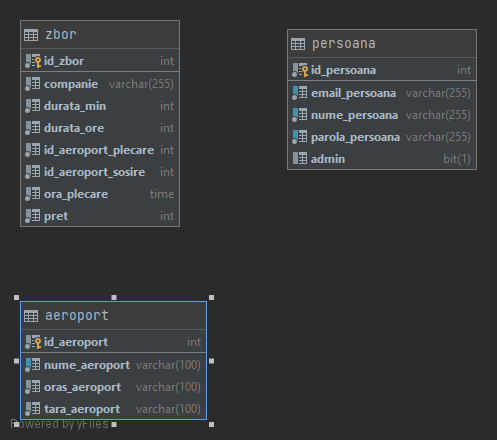 zbor
id_zbor int
companie varchar(255)
durata_min int
durata_ore int
id_aeroport_plecare int
id_aeroport_sosire int
ora_plecare time
pret int
persoana
id_persoana int
email_persoana varchar(255)
nume_persoana varchar(255)
parola_persoana varchar(255)
admin bit(1)
aeroport
id_aeroport int
nume_aeroport varchar(100)
oras_aeroport varchar(100)
tara_aeroport varchar(100)
Powered by yFiles